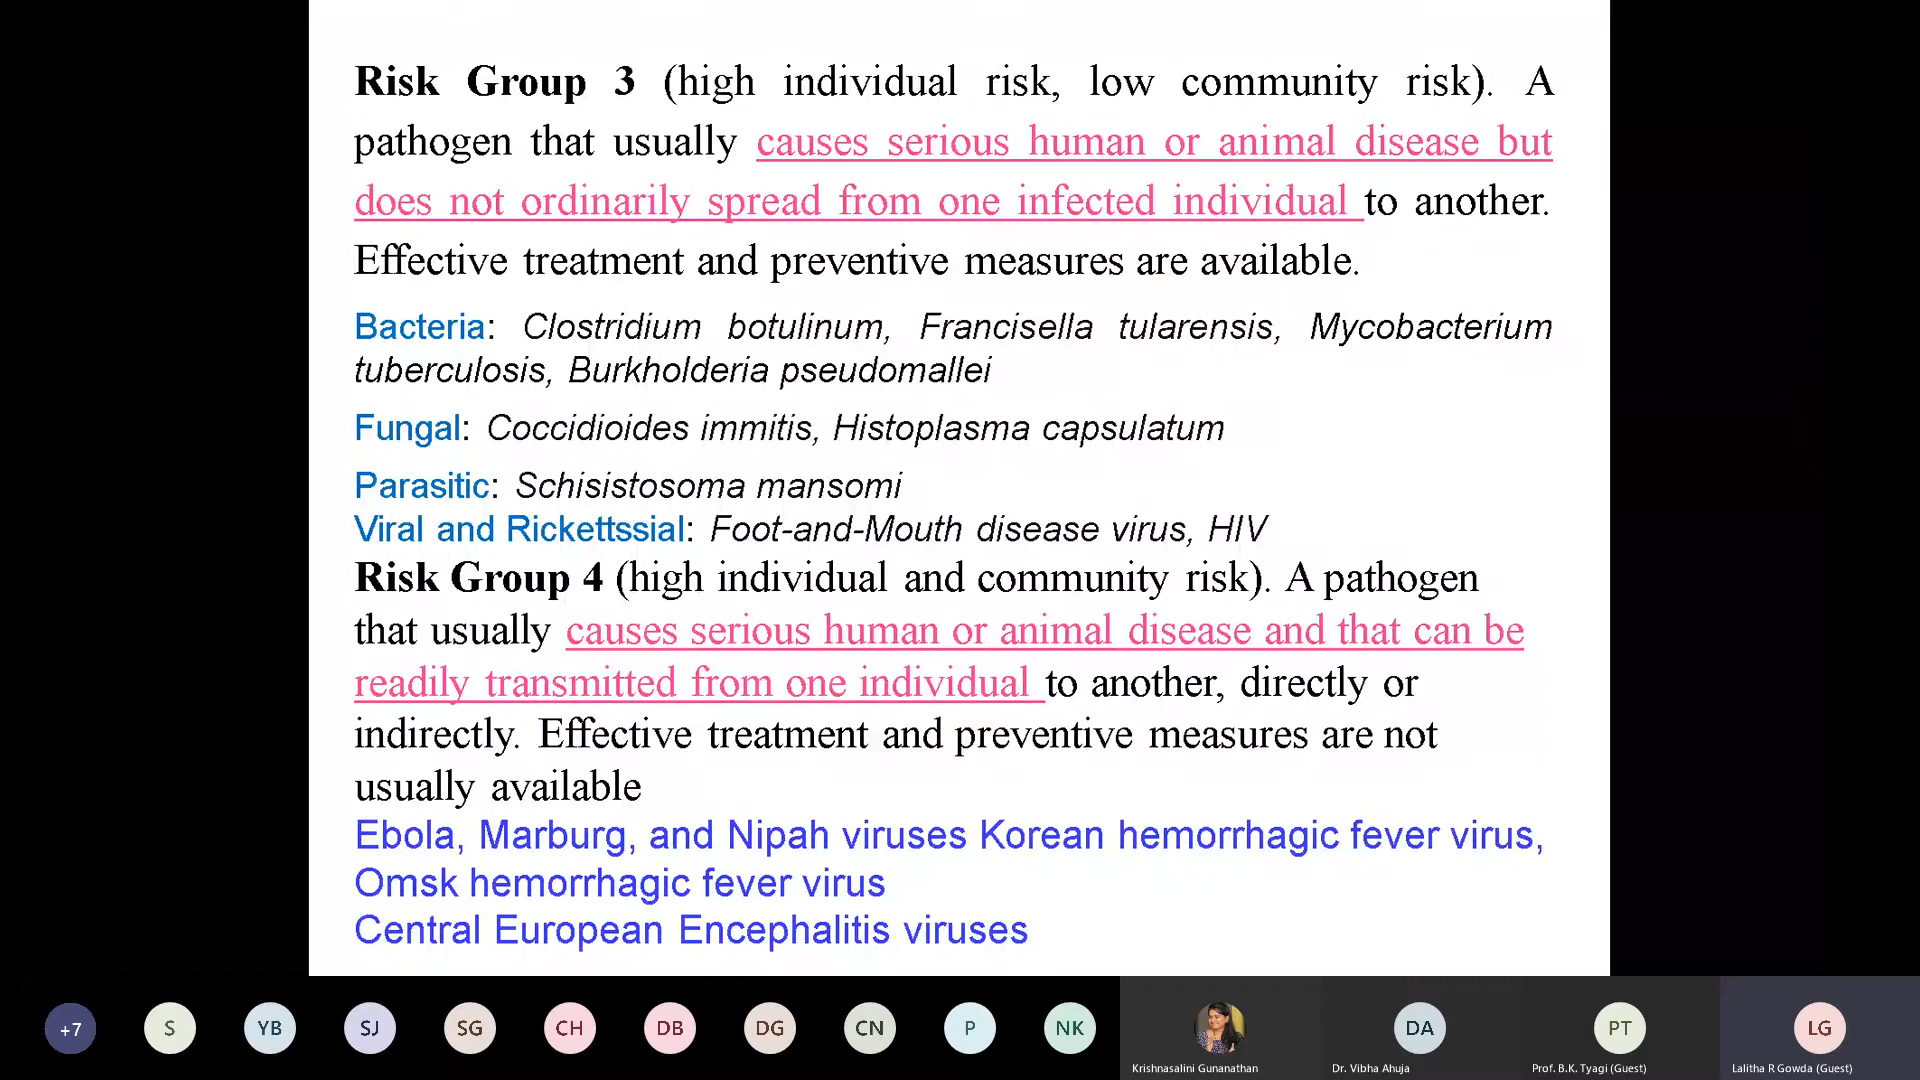 Risk Group 3 (high individual risk, low community risk). A
pathogen that usually causes serious human or animal disease but
does not ordinarily spread from one infected individual to another.
Effective treatment and preventive measures are available.
Bacteria: Clostridium botulinum, Francisella tularensis, Mycobacterium
tuberculosis, Burkholderia pseudomallei
Fungal: Coccidioides immitis, Histoplasma capsulatum
Parasitic: Schisistosoma mansomi
Viral and Rickettssial: Foot-and-Mouth disease virus, HIV
Risk Group 4 (high individual and community risk). A pathogen
that usually causes serious human or animal disease and that can be
readily transmitted from one individual to another, directly or
indirectly. Effective treatment and preventive measures are not
usually available
Ebola, Marburg, and Nipah viruses Korean hemorrhagic fever virus,
Omsk hemorrhagic fever virus
Central European Encephalitis viruses
+7 S YB SJ SG CH DB DG CN P NK DA PT LG
Krishnasalini Gunanathan Dr. Vibha Ahuja Prof. B.K. Tyagi (Guest) Lalitha R Gowda (Guest)